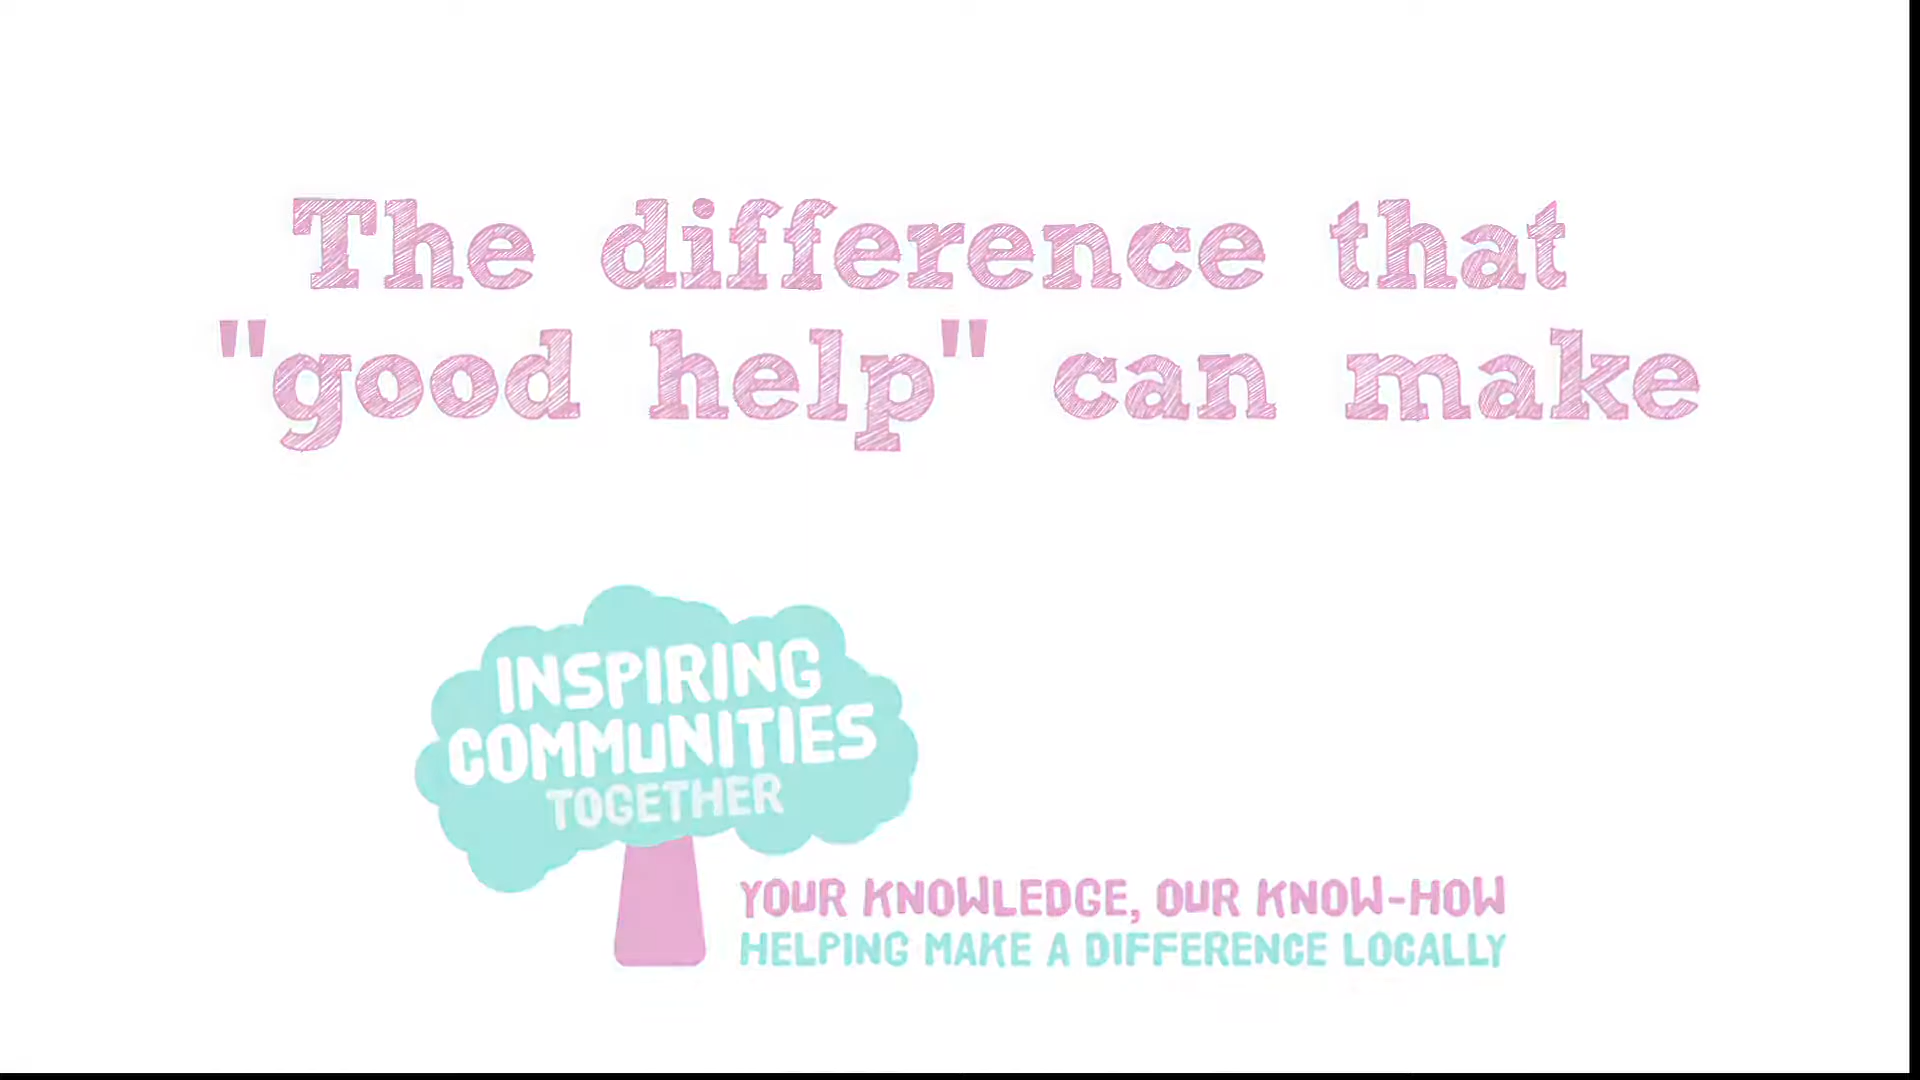 The difference that
"good help" can make
INSPIRING
COMMUNITIES
TOGETHER
YOUR KNOWLEDGE, OUR KNOW-HOW
HELPING MAKE A DIFFERENCE LOCALLY